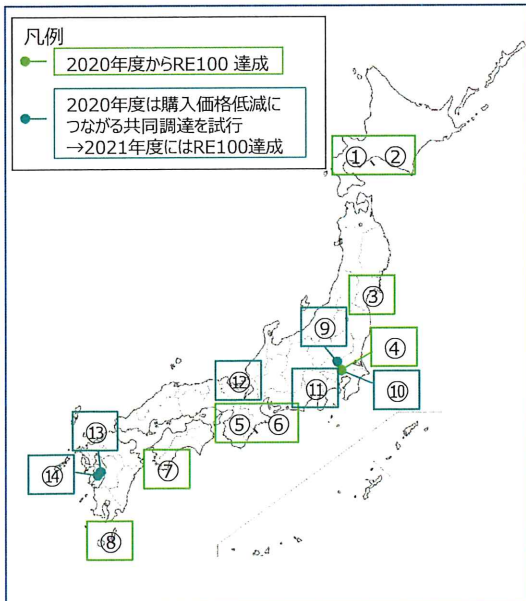 凡例
2020年度からRE100 達成
2020年度は購入価格低減に
つながる共同調達を試行
→2021年度にはRE100達成
①、②
③
⑨
④
⑫
⑪
⑩
⑤
⑥
⑬
⑭
⑦
⑧